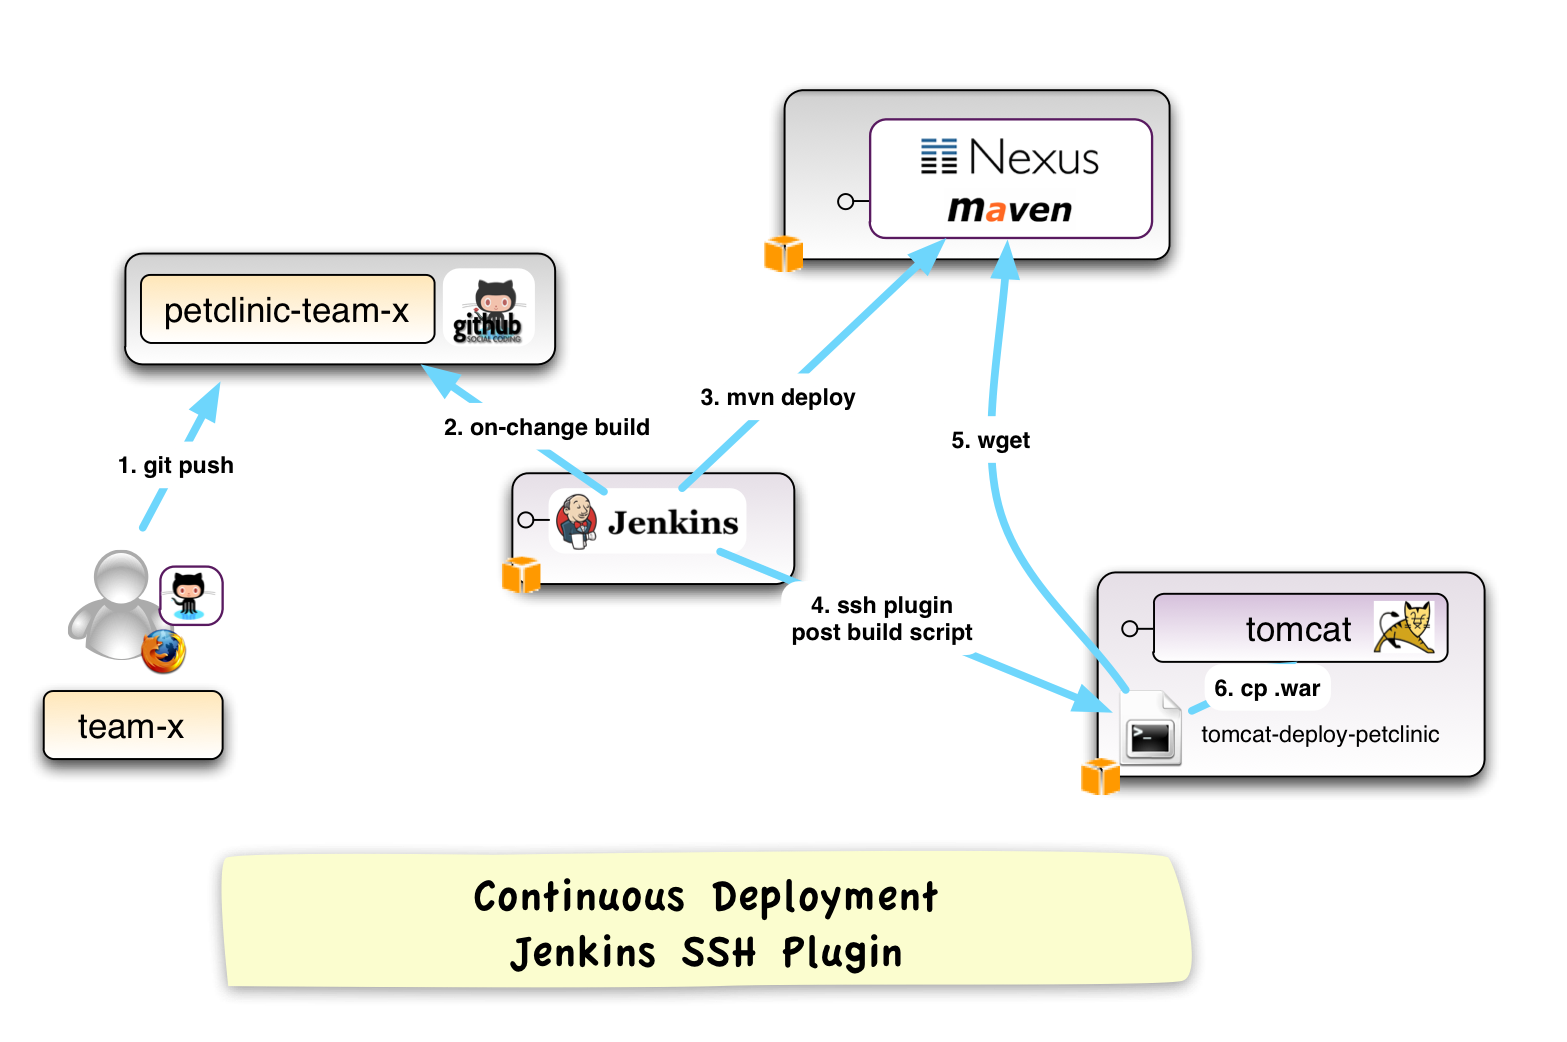 Nexus
maven
petclinic-team-x
github
SOCIAL CODING
3. mvn deploy
2. on-change build
5. wget
1. git push
Jenkins
4. ssh plugin
post build script
tomcat
6. cp .war
team-x
>_
tomcat-deploy-petclinic
Continuous Deployment
Jenkins SSH Plugin